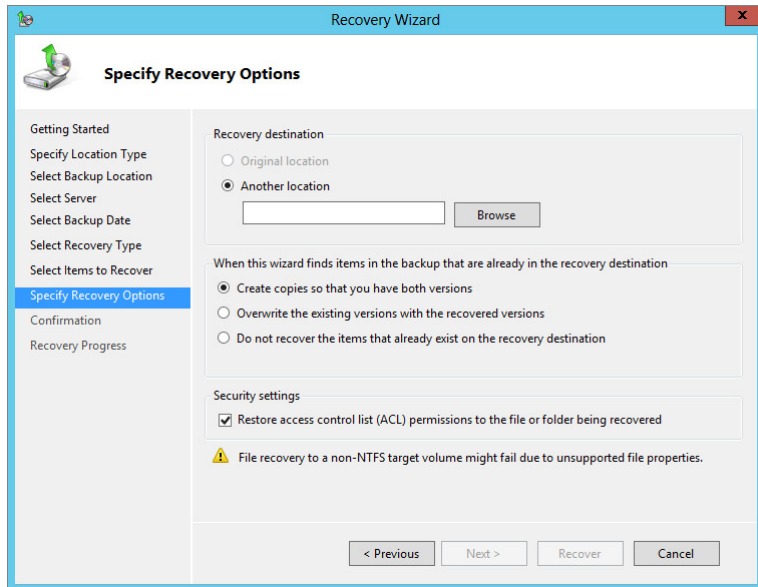 Recovery Wizard
x
Specify Recovery Options
Getting Started
Specify Location Type
Select Backup Location
Select Server
Select Backup Date
Select Recovery Type
Select Items to Recover
Specify Recovery Options
Confirmation
Recovery Progress
Recovery destination
Original location
Another location
Browse
When this wizard finds items in the backup that are already in the recovery destination
Create copies so that you have both versions
Overwrite the existing versions with the recovered versions
Do not recover the items that already exist on the recovery destination
Security settings
Restore access control list (ACL) permissions to the file or folder being recovered
File recovery to a non-NTFS target volume might fail due to unsupported file properties.
< Previous
Next >
Recover
Cancel